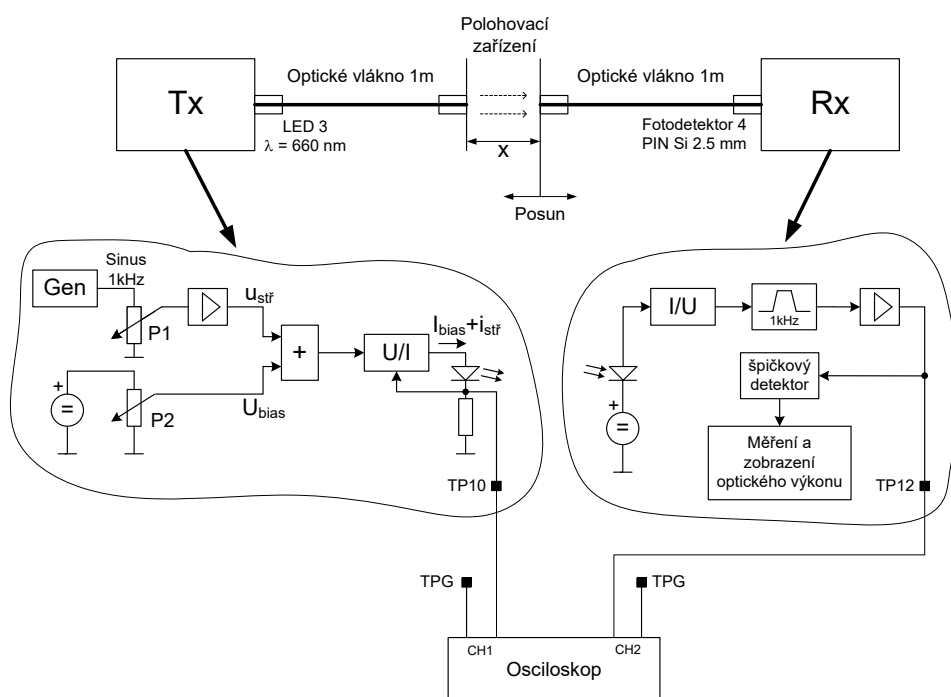 Polohovací
zařízení
Tx
Optické vlákno 1m
Optické vlákno 1m
Rx
LED 3
λ = 660 nm
x
Fotodetektor 4
PIN Si 2.5 mm
Posun
Gen
Sinus
1kHz
P1
ustř
+
Ibias+istř
U/I
+
=
P2
Ubias
TP10
I/U
1kHz
+
=
špičkový
detektor
Měření a
zobrazení
optického výkonu
TP12
TPG
TPG
CH1
CH2
Osciloskop